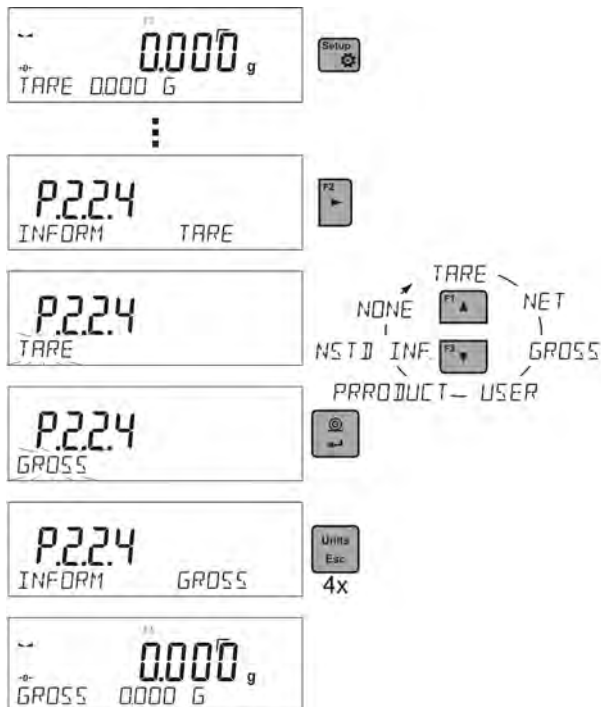 0.000 g
TARE 0.000 G
Setup
P.2.2.4
INFORM TARE
F2
P.2.2.4
TARE
TARE
NONE
F1
NET
NSTD INF.
F3
GROSS
PRRODUCT
USER
P.2.2.4
GROSS
P.2.2.4
INFORM GROSS
Units
Esc
4x
0.000 g
GROSS 0.000 G